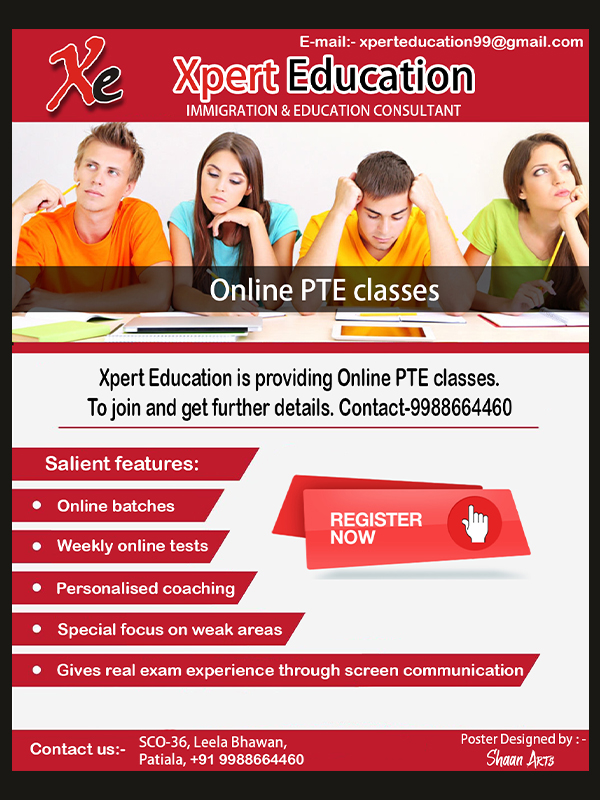 E-mail:- xperteducation99@gmail.com
Xe
Xpert Education
IMMIGRATION & EDUCATION CONSULTANT
Online PTE classes
Xpert Education is providing Online PTE classes.
To join and get further details. Contact-9988664460
Salient features:
Online batches
Weekly online tests
Personalised coaching
Special focus on weak areas
Gives real exam experience through screen communication
REGISTER
NOW
Contact us:-
SCO-36, Leela Bhawan,
Patiala, +91 9988664460
Poster Designed by : -
Shaan Arts